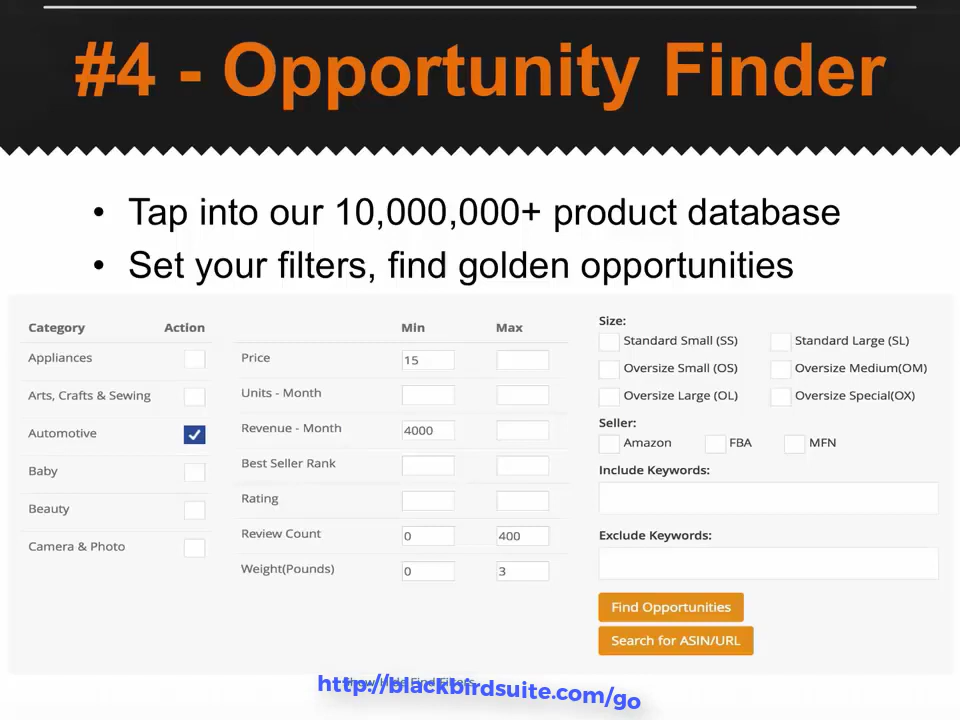 #4 - Opportunity Finder
• Tap into our 10,000,000+ product database
• Set your filters, find golden opportunities
Category Action
Appliances
Arts, Crafts & Sewing
Automotive
Baby
Beauty
Camera & Photo
Min Max
Price 15
Units - Month
Revenue - Month 4000
Best Seller Rank
Rating
Review Count 0 400
Weight(Pounds) 0 3
Size:
Standard Small (SS) Standard Large (SL)
Oversize Small (OS) Oversize Medium(OM)
Oversize Large (OL) Oversize Special(OX)
Seller:
Amazon FBA MFN
Include Keywords:
Exclude Keywords:
Find Opportunities
Search for ASIN/URL
http://blackbirdsuite.com/go